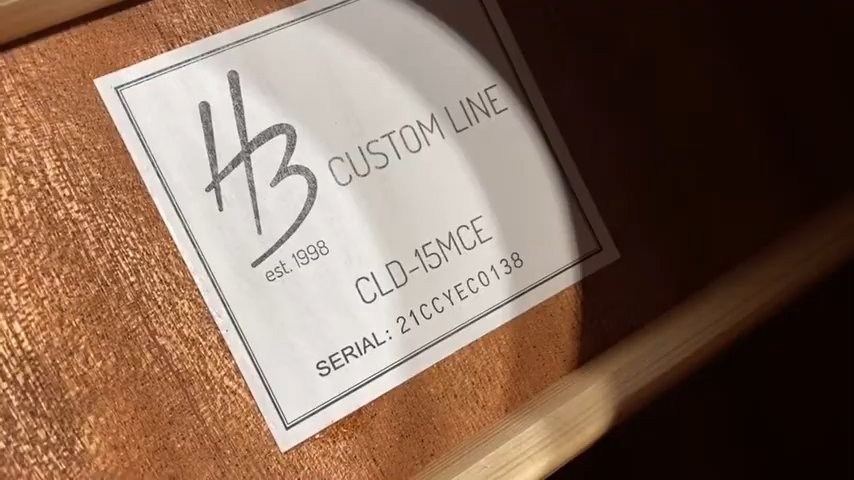 HB
CUSTOM LINE
est. 1998
CLD-15MCE
SERIAL: 21CCYEC0138